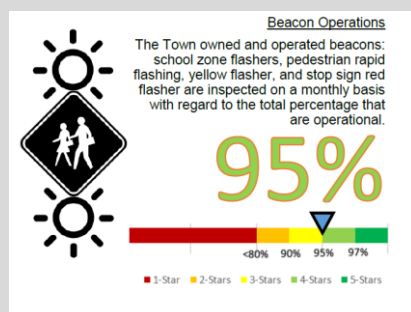 Beacon Operations
The Town owned and operated beacons:
school zone flashers, pedestrian rapid
flashing, yellow flasher, and stop sign red
flasher are inspected on a monthly basis
with regard to the total percentage that
are operational.
95%
<80% 90% 95% 97%
1-Star 2-Stars 3-Stars 4-Stars 5-Stars